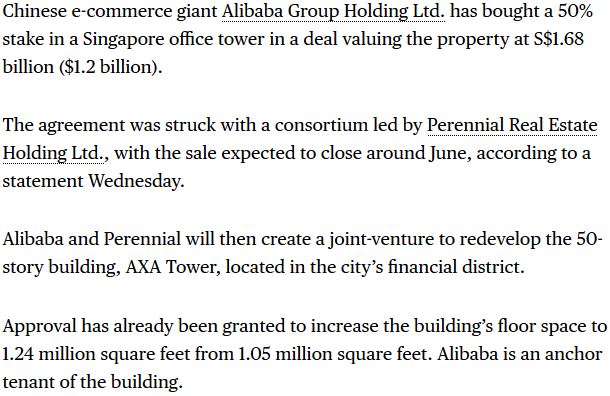 Chinese e-commerce giant Alibaba Group Holding Ltd. has bought a 50%
stake in a Singapore office tower in a deal valuing the property at S$1.68
billion ($1.2 billion).
The agreement was struck with a consortium led by Perennial Real Estate
Holding Ltd., with the sale expected to close around June, according to a
statement Wednesday.
Alibaba and Perennial will then create a joint-venture to redevelop the 50-
story building, AXA Tower, located in the city’s financial district.
Approval has already been granted to increase the building’s floor space to
1.24 million square feet from 1.05 million square feet. Alibaba is an anchor
tenant of the building.